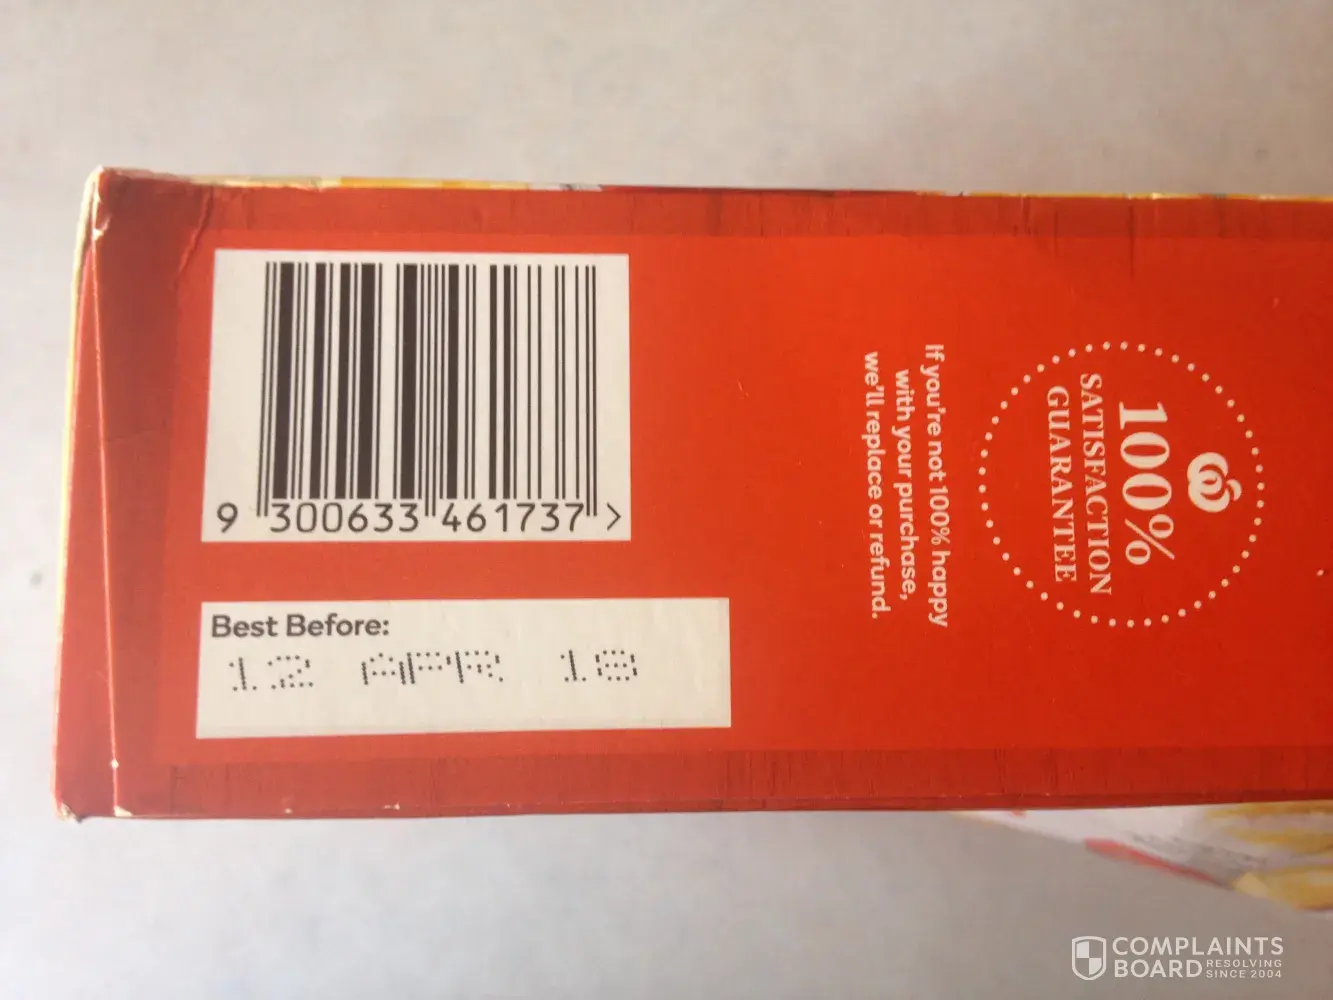 9 300633 461737 >
Best Before:
12 APR 18
If you're not 100% happy
with your purchase,
we'll replace or refund.
100%
SATISFACTION
GUARANTEE
COMPLAINTS
BOARD RESOLVING
SINCE 2004